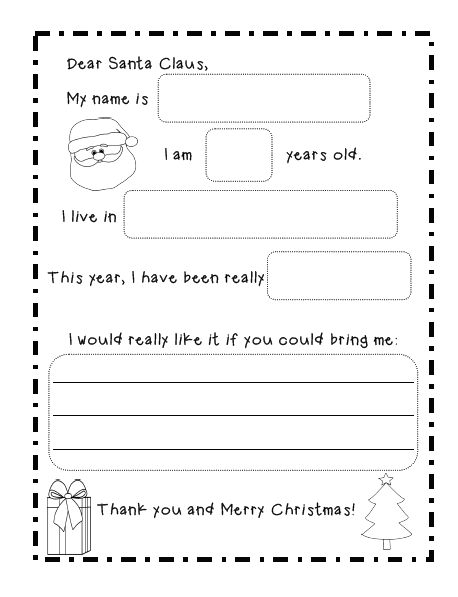 Dear Santa Claus,
My name is
I am years old.
I live in
This year, I have been really
I would really like it if you could bring me:
Thank you and Merry Christmas!